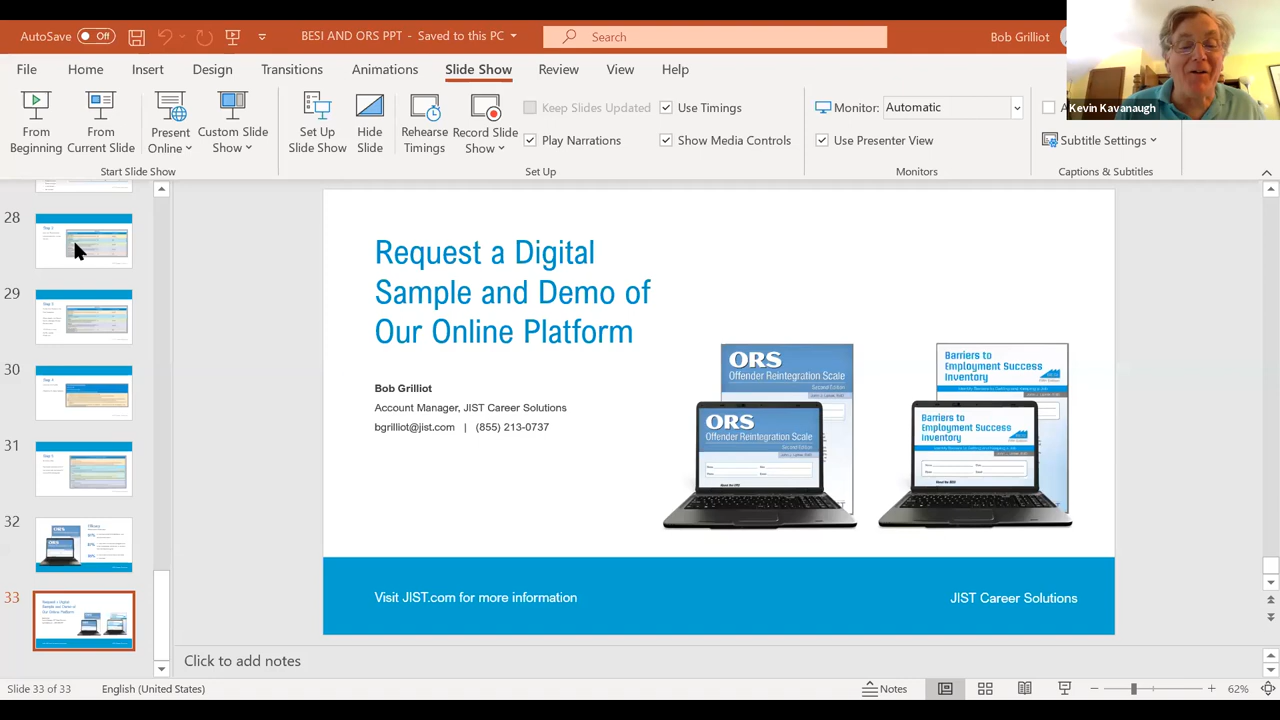 AutoSave Off BESI AND ORS PPT - Saved to this PC Search Bob Grilliot
File Home Insert Design Transitions Animations Slide Show Review View Help
Kevin Kavanaugh
Keep Slides Updated Use Timings Monitor: Automatic
From Beginning
From Current Slide
Present Online
Custom Slide Show
Set Up Slide Show
Hide Slide
Rehearse Timings
Record Slide Show
Play Narrations Show Media Controls Use Presenter View Subtitle Settings
Start Slide Show Set Up Monitors Captions & Subtitles
28
29
30
31
32
33
Request a Digital
Sample and Demo of
Our Online Platform
Bob Grilliot
Account Manager, JIST Career Solutions
bgrilliot@jist.com | (855) 213-0737
ORS
Offender Reintegration Scale
Second Edition
ORS
Offender Reintegration Scale
Second Edition
Barriers to
Employment Success
Inventory
Barriers to
Employment Success
Inventory
Visit JIST.com for more information
JIST Career Solutions
Click to add notes
Slide 33 of 33 English (United States) Notes 62%